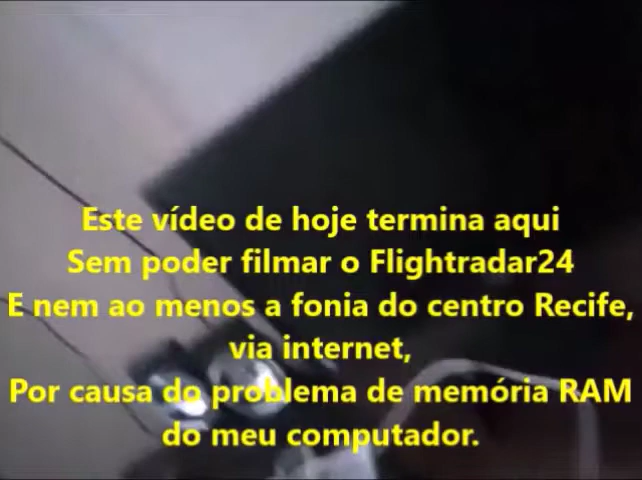 Este vídeo de hoje termina aqui
Sem poder filmar o Flightradar24
E nem ao menos a fonia do centro Recife,
via internet,
Por causa do problema de memória RAM
do meu computador.